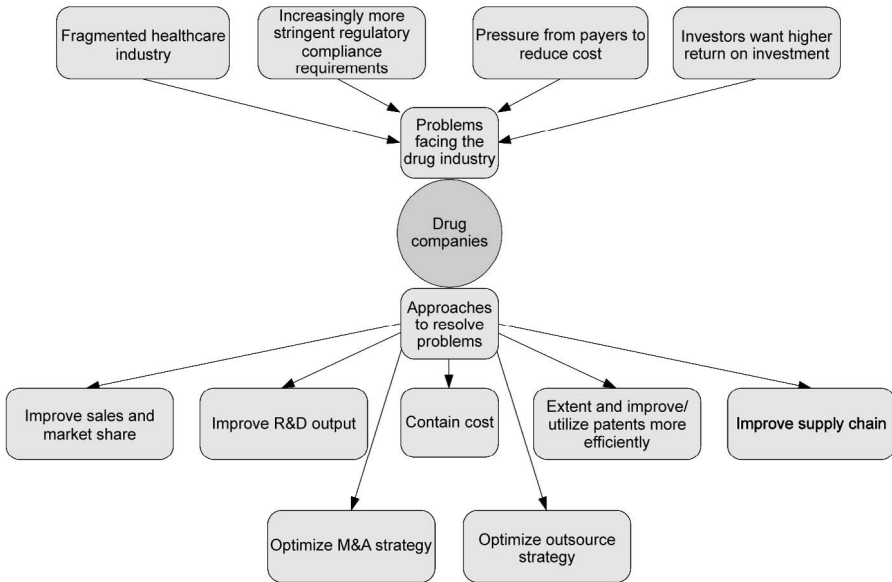 Fragmented healthcare
industry
Increasingly more
stringent regulatory
compliance
requirements
Pressure from payers to
reduce cost
Investors want higher
return on investment
Problems
facing the
drug industry
Drug
companies
Approaches
to resolve
problems
Improve sales and
market share
Improve R&D output
Contain cost
Extent and improve/
utilize patents more
efficiently
Improve supply chain
Optimize M&A strategy
Optimize outsource
strategy